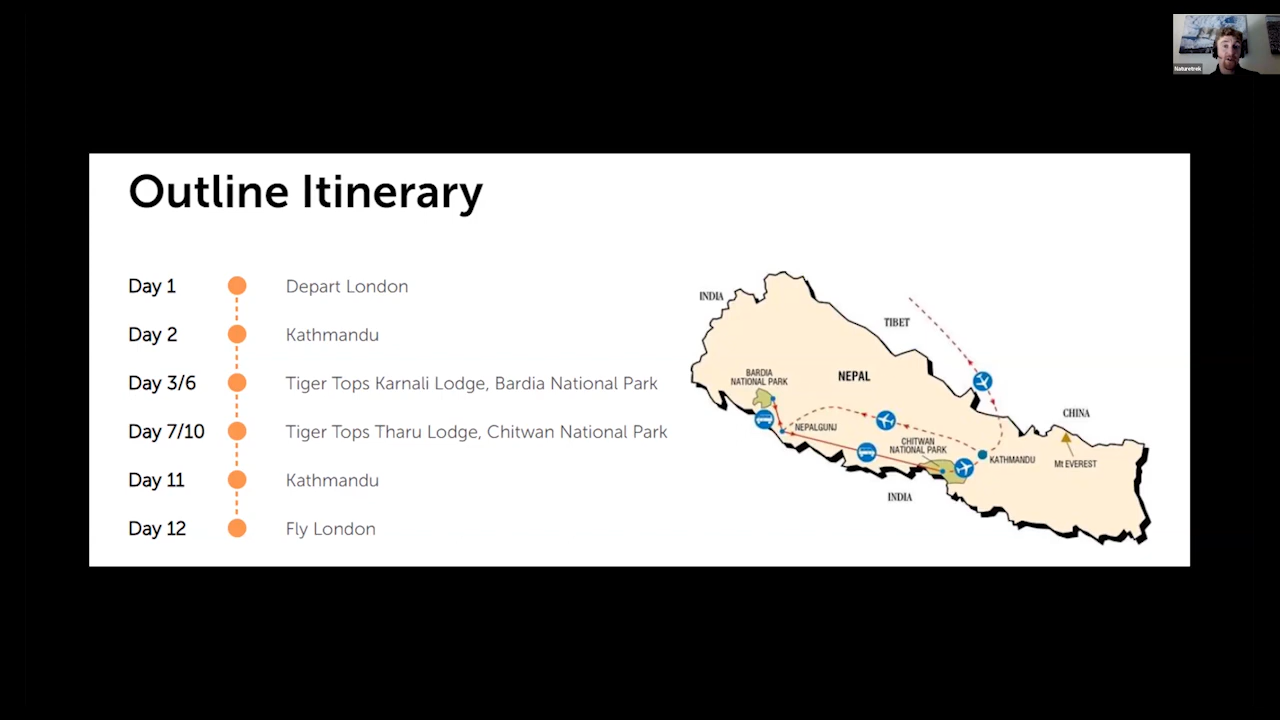 Naturetrek
Outline Itinerary
Day 1 Depart London
Day 2 Kathmandu
Day 3/6 Tiger Tops Karnali Lodge, Bardia National Park
Day 7/10 Tiger Tops Tharu Lodge, Chitwan National Park
Day 11 Kathmandu
Day 12 Fly London
INDIA
TIBET
BARDIA
NATIONAL PARK
NEPAL
CHINA
NEPALGUNJ
CHITWAN
NATIONAL PARK
KATHMANDU
Mt EVEREST
INDIA